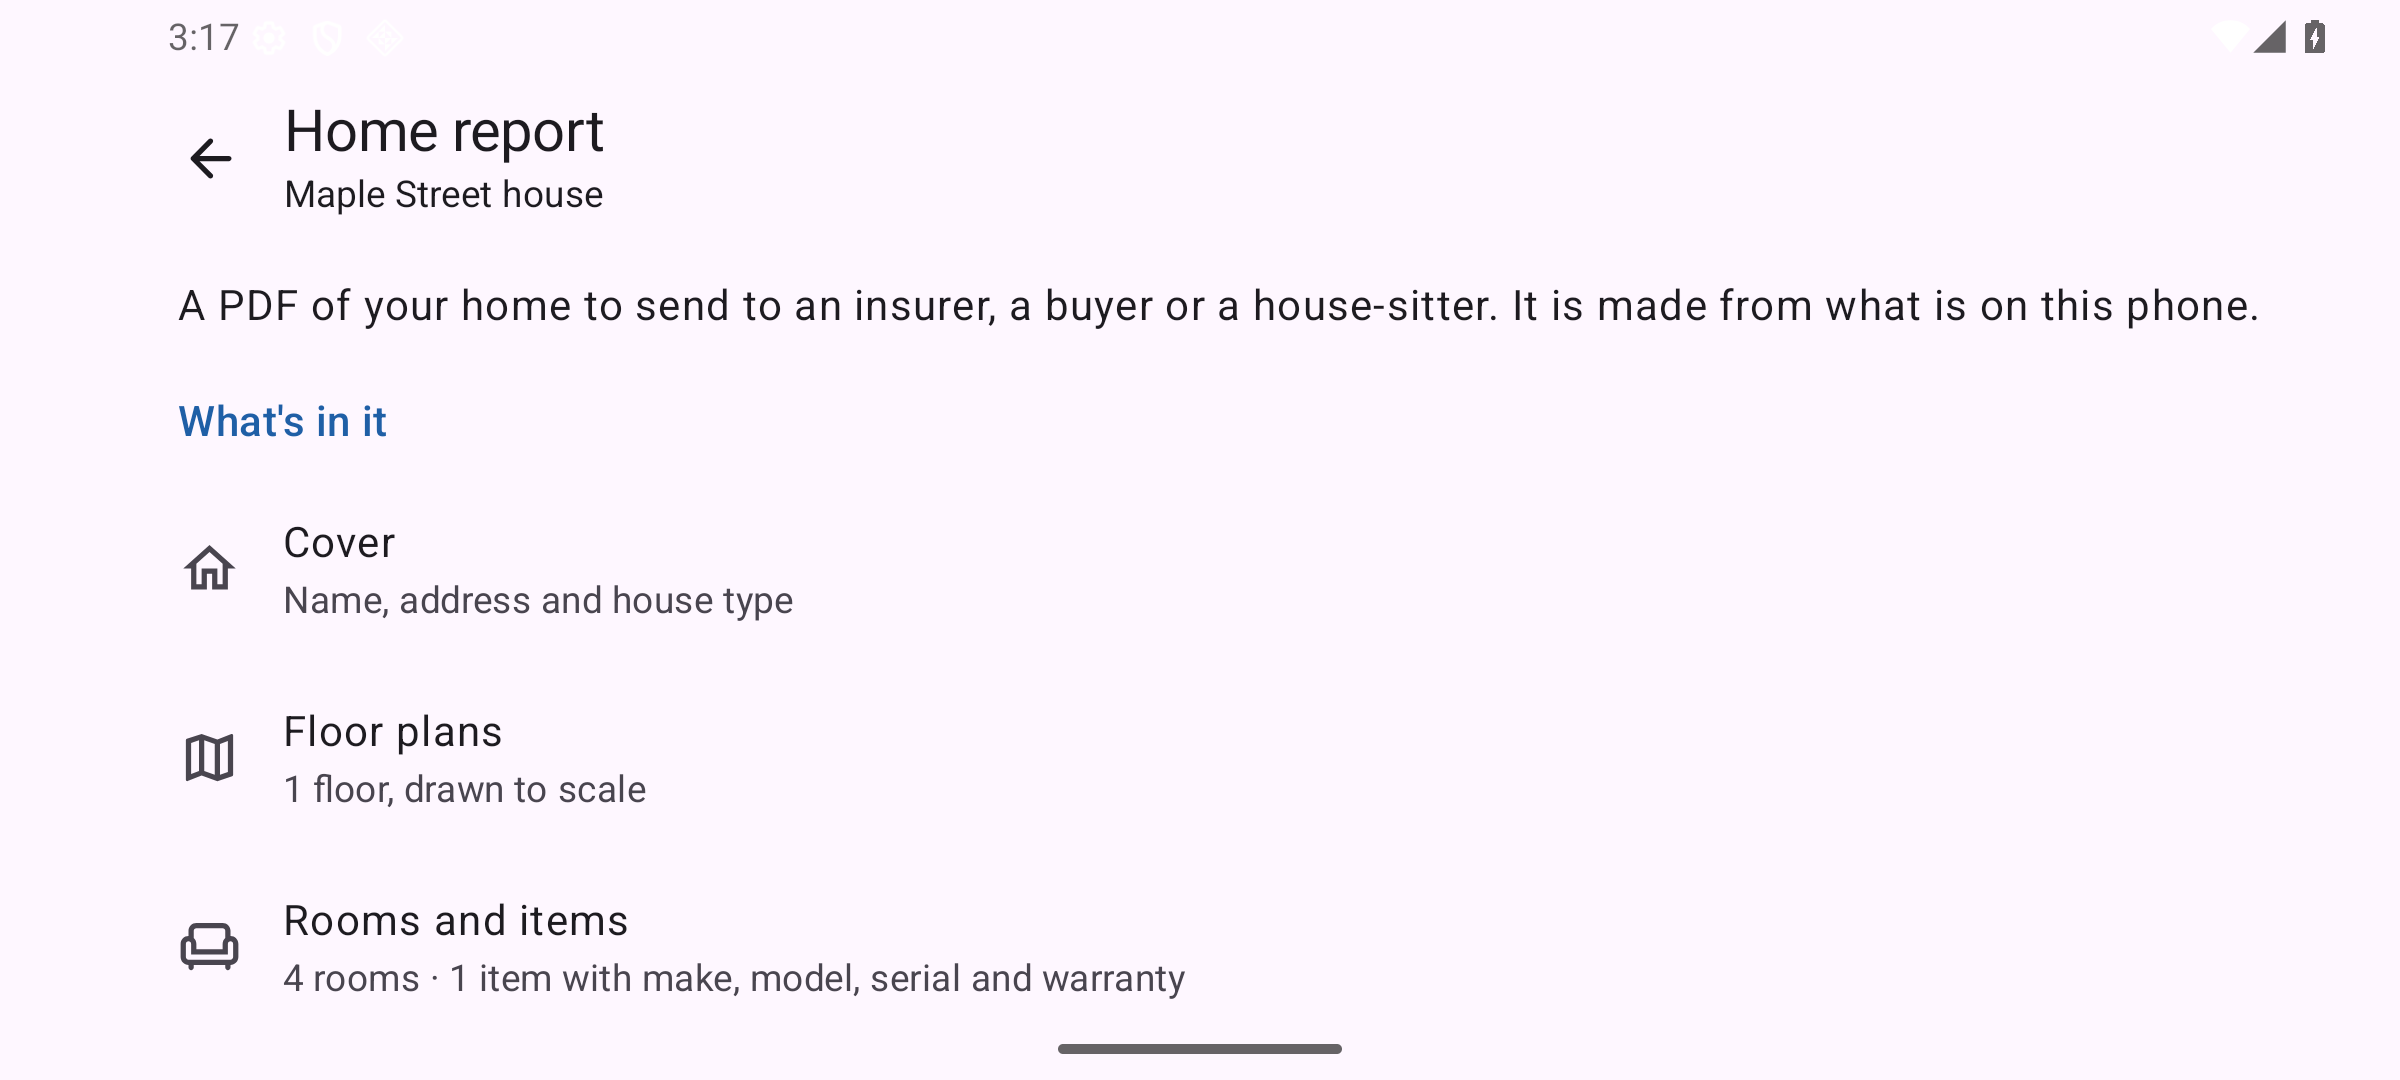 3:17
Home report
Maple Street house
A PDF of your home to send to an insurer, a buyer or a house-sitter. It is made from what is on this phone.
What's in it
Cover
Name, address and house type
Floor plans
1 floor, drawn to scale
Rooms and items
4 rooms · 1 item with make, model, serial and warranty